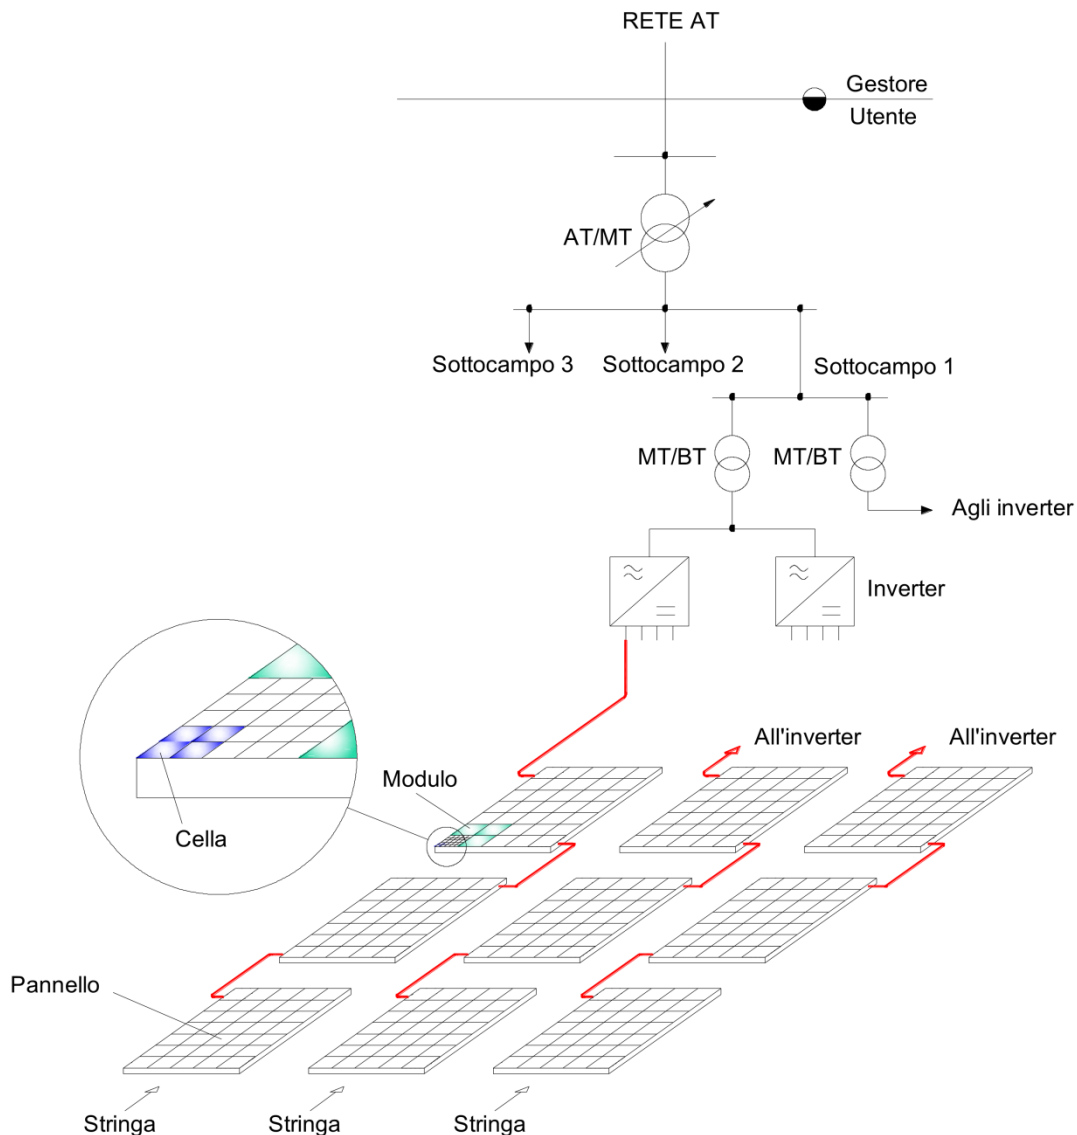 RETE AT
Gestore
Utente
AT/MT
Sottocampo 3
Sottocampo 2
Sottocampo 1
MT/BT
MT/BT
Agli inverter
Inverter
All'inverter
All'inverter
Modulo
Cella
Pannello
Stringa
Stringa
Stringa